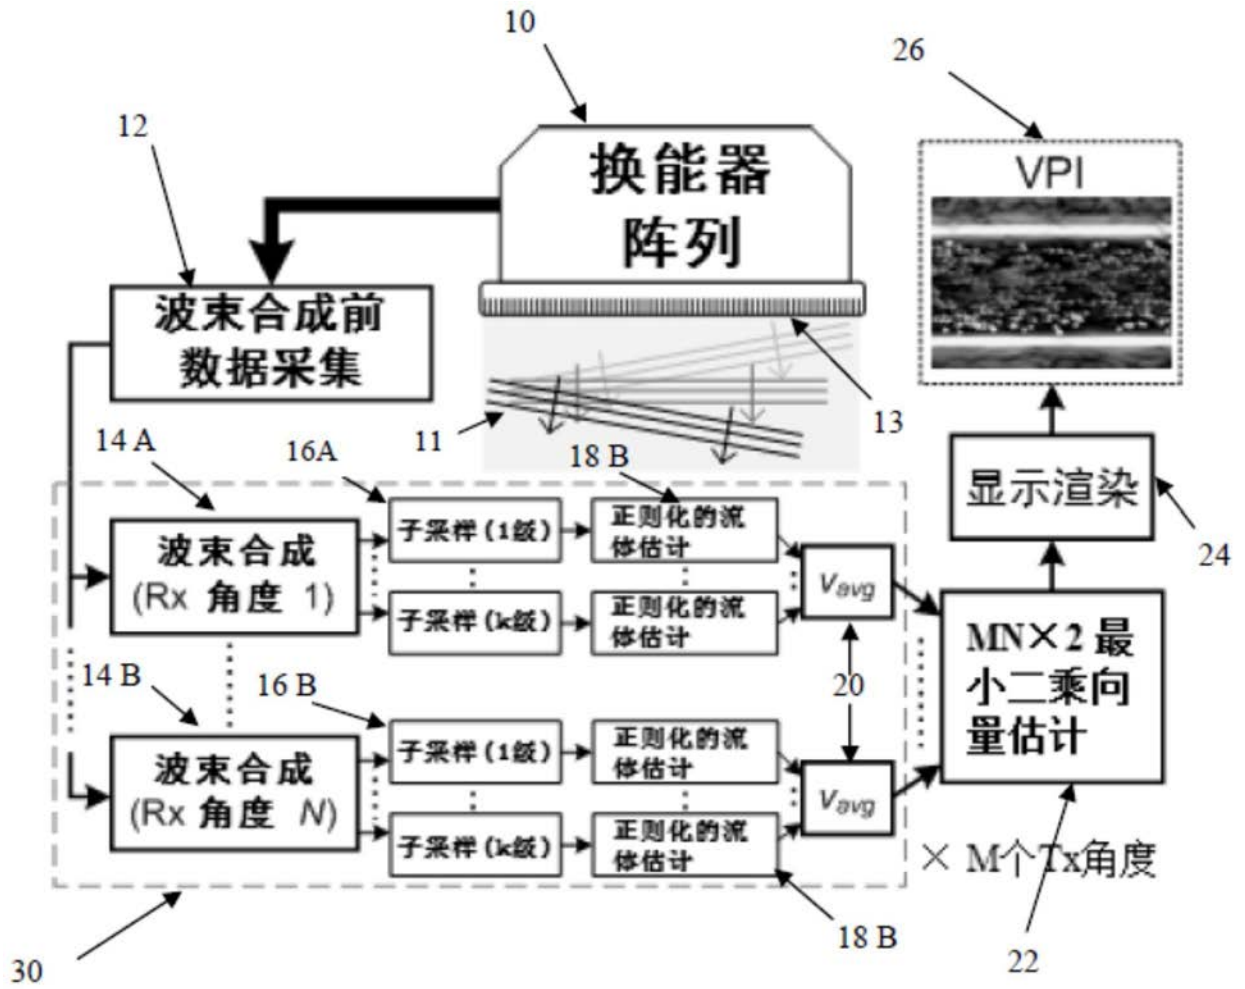 10
26
12
换能器
阵列
VPI
波束合成前
数据采集
11
13
14 A
16A
18 B
显示渲染
24
波束合成
(Rx 角度 1)
子采样(1级)
正则化的流
体估计
子采样(k级)
正则化的流
体估计
vavg
MN×2 最
小二乘向
量估计
14 B
16 B
20
波束合成
(Rx 角度 N)
子采样(1级)
正则化的流
体估计
子采样(k级)
正则化的流
体估计
vavg
× M个Tx角度
30
18 B
22